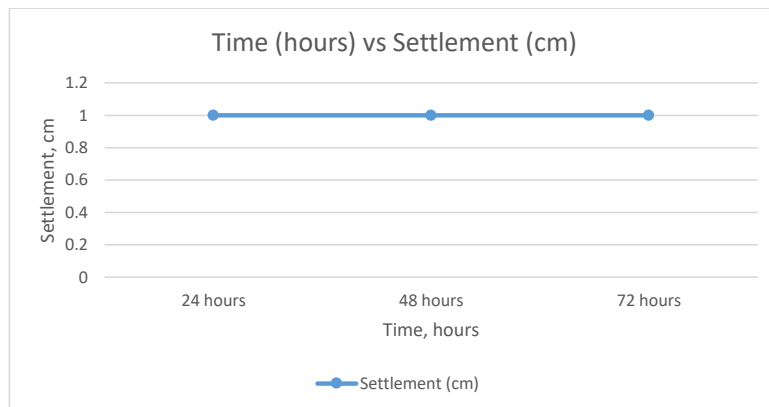 Time (hours) vs Settlement (cm)
1.2
1
0.8
0.6
0.4
0.2
0
Settlement, cm
24 hours 48 hours 72 hours
Time, hours
Settlement (cm)